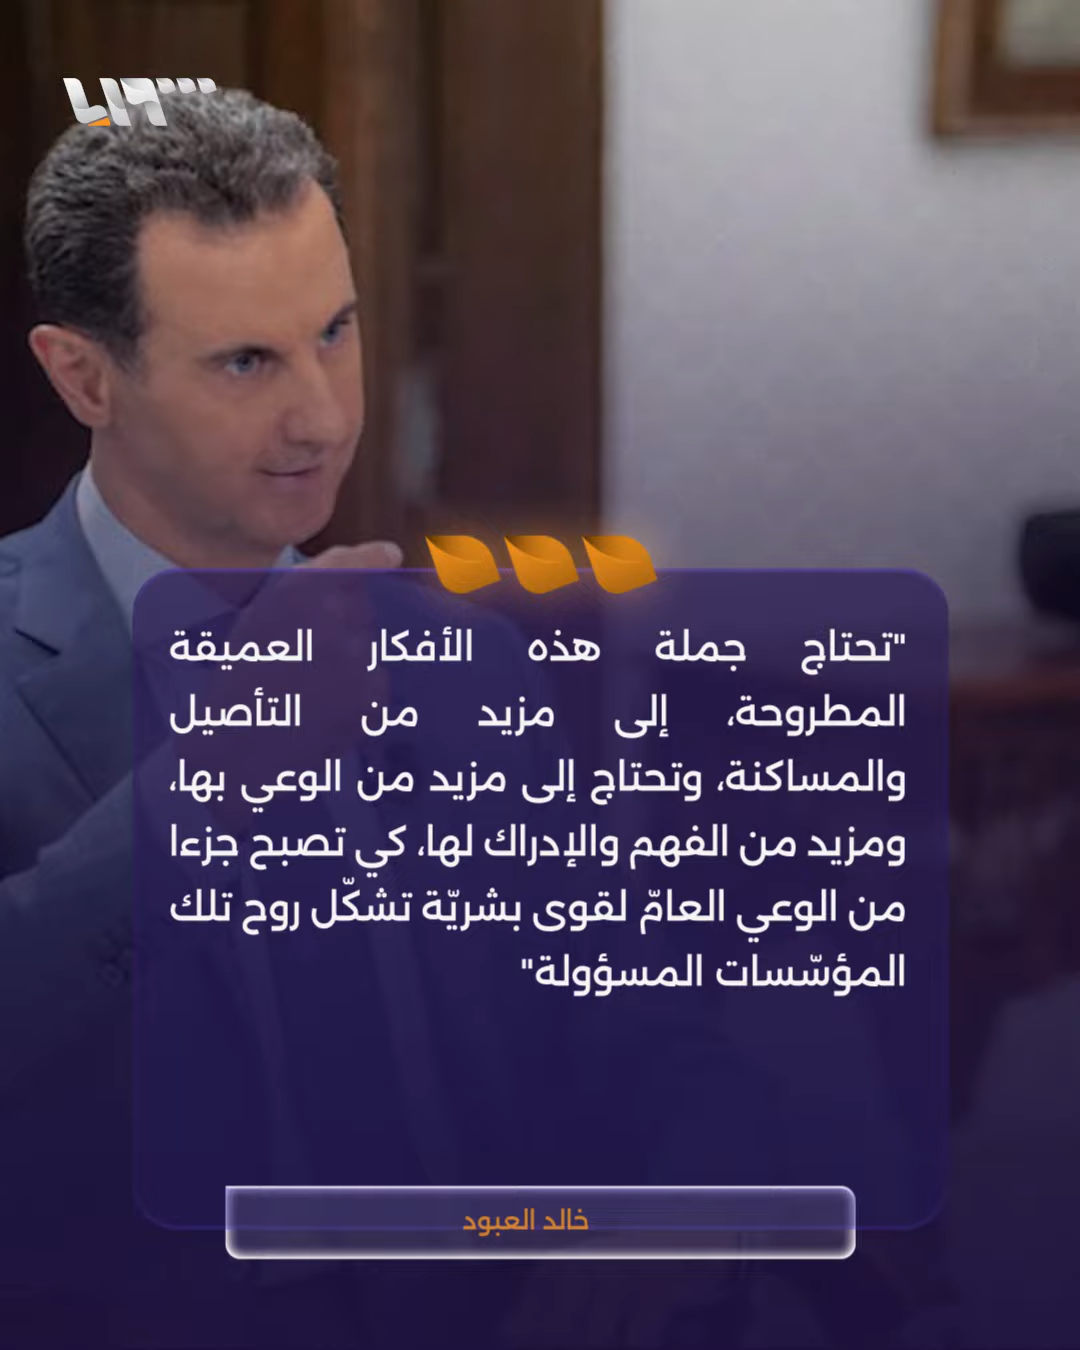 "تحتاج جملة هذه الأفكار العميقة
المطروحة، إلى مزيد من التأصيل
والمساكنة، وتحتاج إلى مزيد من الوعي بها،
ومزيد من الفهم والإدراك لها، كي تصبح جزءا
من الوعي العامّ لقوى بشريّة تشكّل روح تلك
المؤسّسات المسؤولة"
خالد العبود